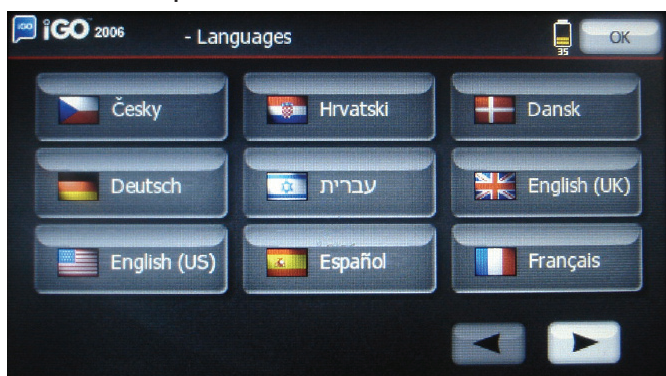 iGO 2006 - Languages 35 OK
Česky Hrvatski Dansk
Deutsch עברית English (UK)
English (US) Español Français